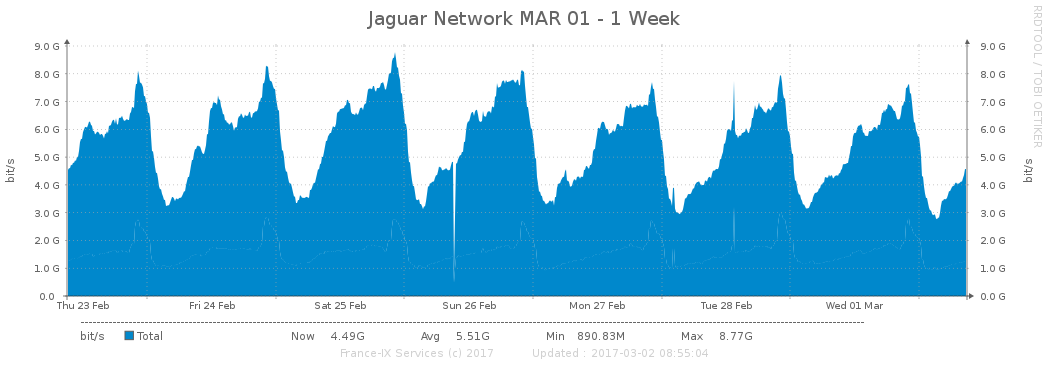 Jaguar Network MAR 01 - 1 Week
RRDTOOL / TOBI OETIKER
bit/s
9.0 G 9.0 G
8.0 G 8.0 G
7.0 G 7.0 G
6.0 G 6.0 G
5.0 G 5.0 G
4.0 G 4.0 G
3.0 G 3.0 G
2.0 G 2.0 G
1.0 G 1.0 G
0.0 0.0 G
bit/s
Thu 23 Feb Fri 24 Feb Sat 25 Feb Sun 26 Feb Mon 27 Feb Tue 28 Feb Wed 01 Mar
bit/s Total Now 4.49G Avg 5.51G Min 890.83M Max 8.77G
France-IX Services (c) 2017 Updated : 2017-03-02 08:55:04